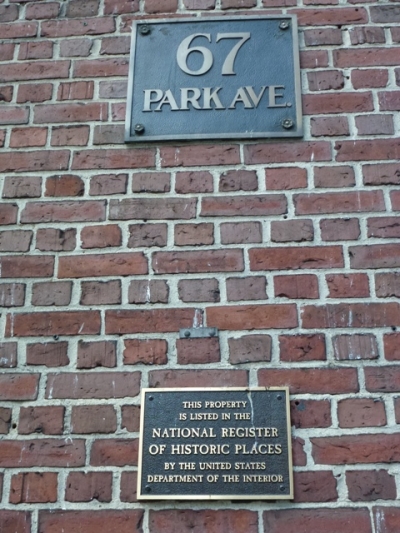 67
PARK AVE.
THIS PROPERTY
IS LISTED IN THE
NATIONAL REGISTER
OF HISTORIC PLACES
BY THE UNITED STATES
DEPARTMENT OF THE INTERIOR